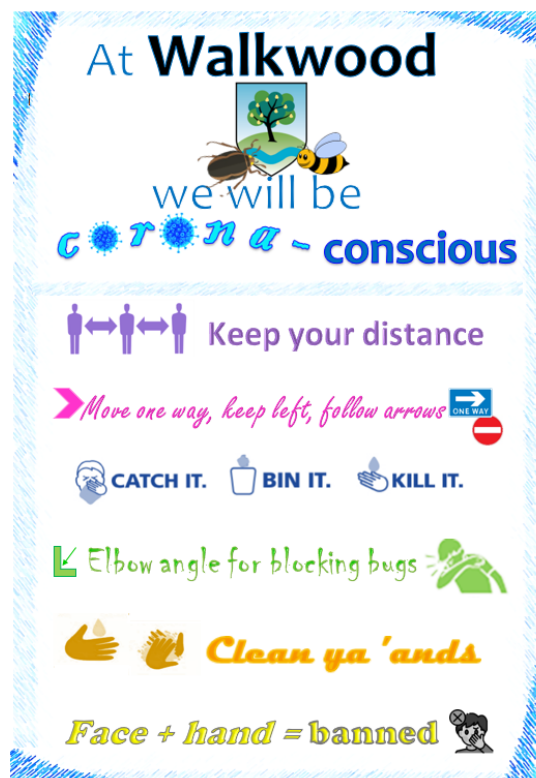 At Walkwood
we will be
corona-conscious
Keep your distance
Move one way, keep left, follow arrows
ONE WAY
CATCH IT. BIN IT. KILL IT.
Elbow angle for blocking bugs
Clean ya 'ands
Face + hand = banned